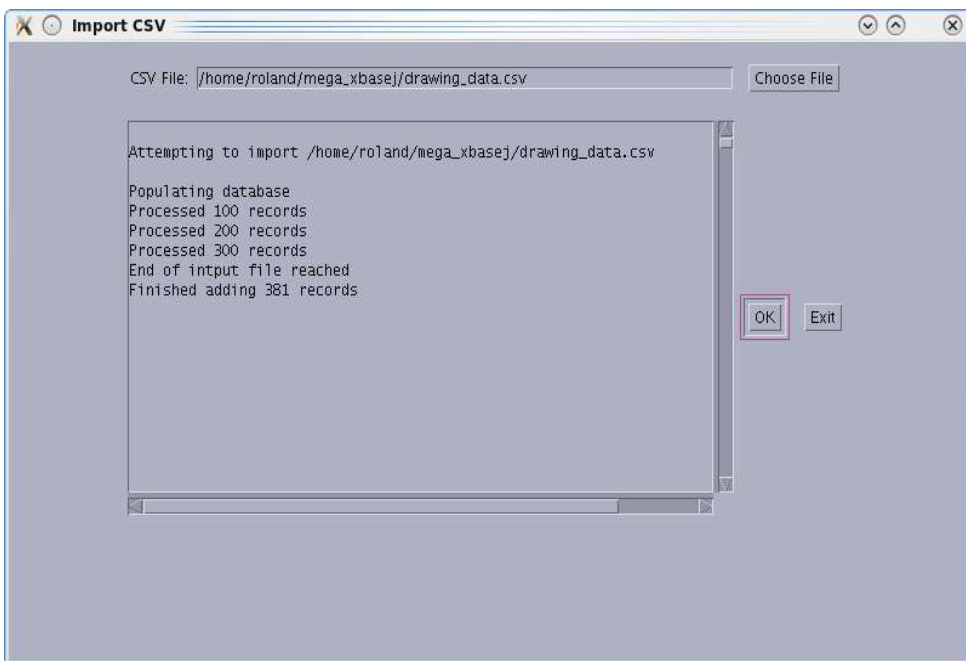 Import CSV
CSV File: /home/roland/mega_xbasej/drawing_data.csv Choose File
Attempting to import /home/roland/mega_xbasej/drawing_data.csv
Populating database
Processed 100 records
Processed 200 records
Processed 300 records
End of intput file reached
Finished adding 381 records
OK Exit